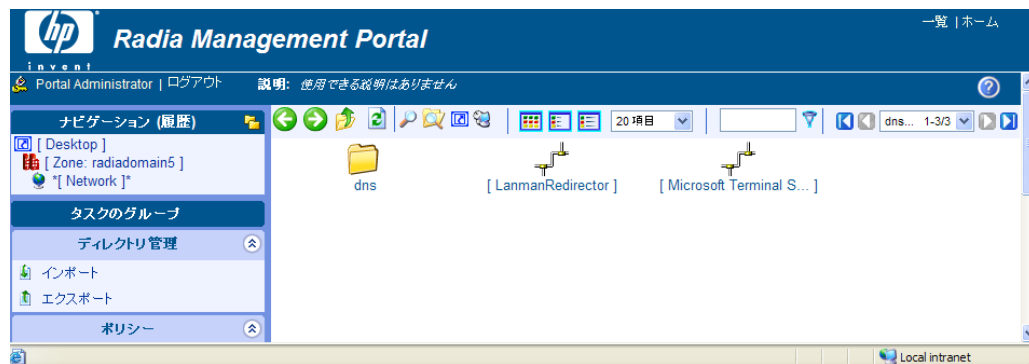 hp
invent
Radia Management Portal
一覧 | ホーム
Portal Administrator | ログアウト
説明: 使用できる説明はありません
?
ナビゲーション (履歴)
[ Desktop ]
[ Zone: radiadomain5 ]
*[ Network ]*
タスクのグループ
ディレクトリ管理
インポート
エクスポート
ポリシー
20 項目
dns... 1-3/3
dns
[ LanmanRedirector ]
[ Microsoft Terminal S... ]
Local intranet